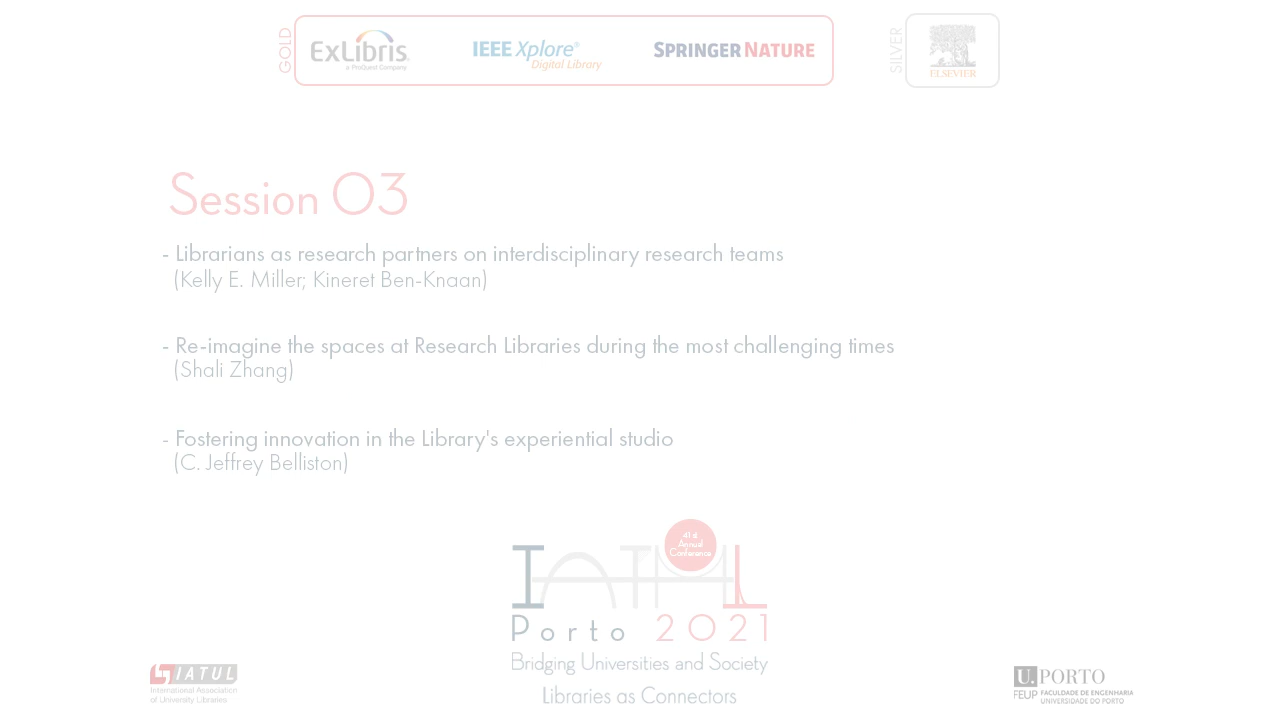 GOLD
ExLibris
a ProQuest Company
IEEE Xplore®
Digital Library
SPRINGER NATURE
SILVER
ELSEVIER
Session 03
- Librarians as research partners on interdisciplinary research teams
(Kelly E. Miller; Kineret Ben-Knaan)
- Re-imagine the spaces at Research Libraries during the most challenging times
(Shali Zhang)
- Fostering innovation in the Library's experiential studio
(C. Jeffrey Belliston)
41st
Annual
Conference
IATUL
Porto 2021
Bridging Universities and Society
Libraries as Connectors
IATUL
International Association
of University Libraries
U. PORTO
FEUP FACULDADE DE ENGENHARIA
UNIVERSIDADE DO PORTO